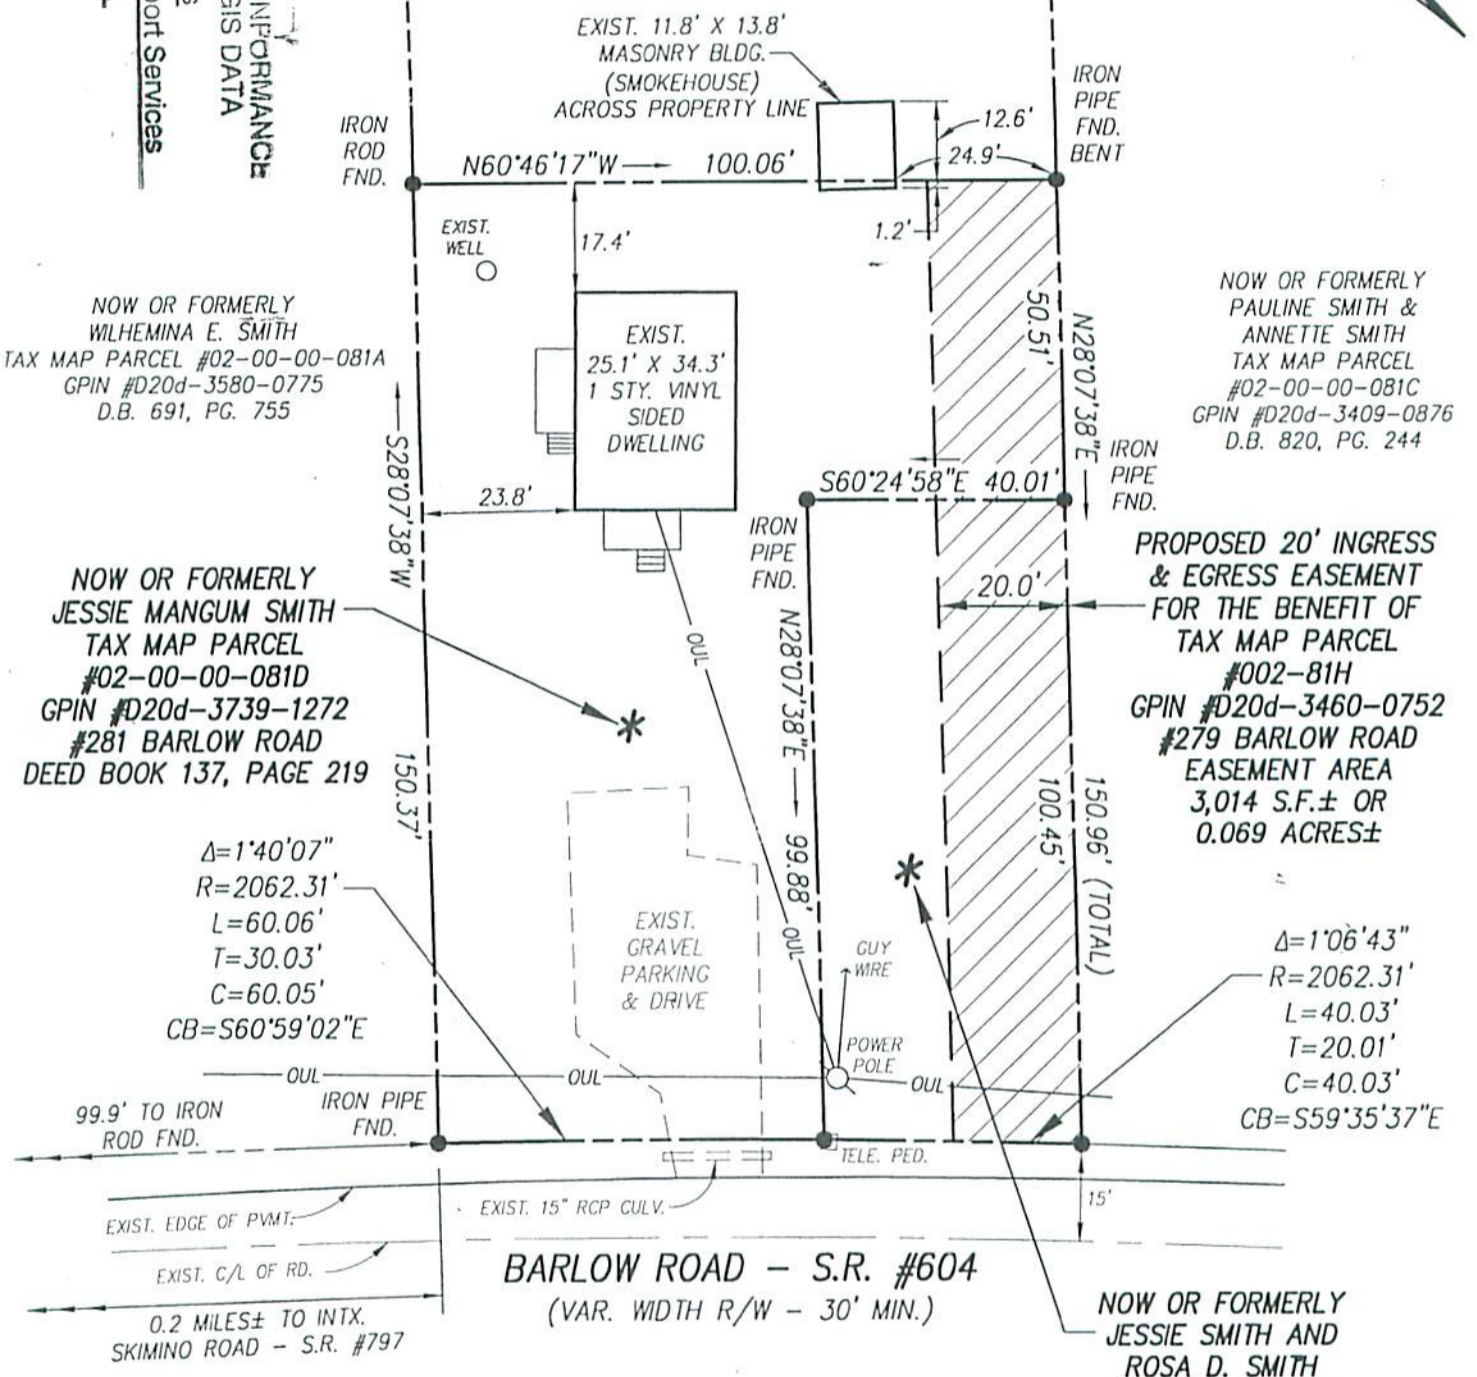 NFORMANCE
GIS DATA
port Services
EXIST. 11.8' X 13.8'
MASONRY BLDG.
(SMOKEHOUSE)
ACROSS PROPERTY LINE
IRON
ROD
FND.
IRON
PIPE
FND.
BENT
12.6'
24.9'
N60°46'17"W
100.06'
1.2'
EXIST.
WELL
17.4'
NOW OR FORMERLY
WILHEMINA E. SMITH
TAX MAP PARCEL #02-00-00-081A
GPIN #D20d-3580-0775
D.B. 691, PG. 755
EXIST.
25.1' X 34.3'
1 STY. VINYL
SIDED
DWELLING
50.51'
N28°07'38"E
NOW OR FORMERLY
PAULINE SMITH &
ANNETTE SMITH
TAX MAP PARCEL
#02-00-00-081C
GPIN #D20d-3409-0876
D.B. 820, PG. 244
S28°07'38"W
23.8'
S60°24'58"E 40.01'
IRON
PIPE
FND.
IRON
PIPE
FND.
NOW OR FORMERLY
JESSIE MANGUM SMITH
TAX MAP PARCEL
#02-00-00-081D
GPIN #D20d-3739-1272
#281 BARLOW ROAD
DEED BOOK 137, PAGE 219
OUL
N28°07'38"E
99.88'
20.0'
PROPOSED 20' INGRESS
& EGRESS EASEMENT
FOR THE BENEFIT OF
TAX MAP PARCEL
#002-81H
GPIN #D20d-3460-0752
#279 BARLOW ROAD
EASEMENT AREA
3,014 S.F.± OR
0.069 ACRES±
150.37'
100.45'
150.96' (TOTAL)
Δ=1°40'07"
R=2062.31'
L=60.06'
T=30.03'
C=60.05'
CB=S60°59'02"E
EXIST.
GRAVEL
PARKING
& DRIVE
OUL
GUY
WIRE
POWER
POLE
Δ=1°06'43"
R=2062.31'
L=40.03'
T=20.01'
C=40.03'
CB=S59°35'37"E
OUL
OUL
OUL
99.9' TO IRON
ROD FND.
IRON PIPE
FND.
TELE. PED.
EXIST. EDGE OF PVMT.
EXIST. 15" RCP CULV.
15'
EXIST. C/L OF RD.
BARLOW ROAD - S.R. #604
(VAR. WIDTH R/W - 30' MIN.)
0.2 MILES± TO INTX.
SKIMINO ROAD - S.R. #797
NOW OR FORMERLY
JESSIE SMITH AND
ROSA D. SMITH